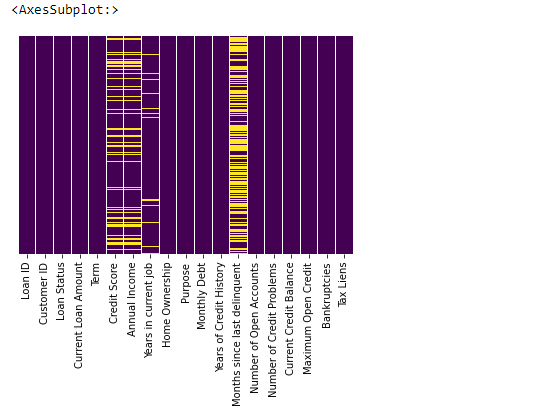 <AxesSubplot:>
Loan ID
Customer ID
Loan Status
Current Loan Amount
Term
Credit Score
Annual Income
Years in current job
Home Ownership
Purpose
Monthly Debt
Years of Credit History
Months since last delinquent
Number of Open Accounts
Number of Credit Problems
Current Credit Balance
Maximum Open Credit
Bankruptcies
Tax Liens